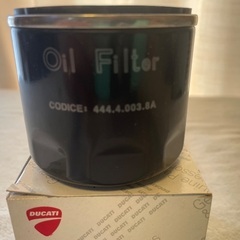 Oil Filter
CODICE: 444.4.003.8A
DUCATI